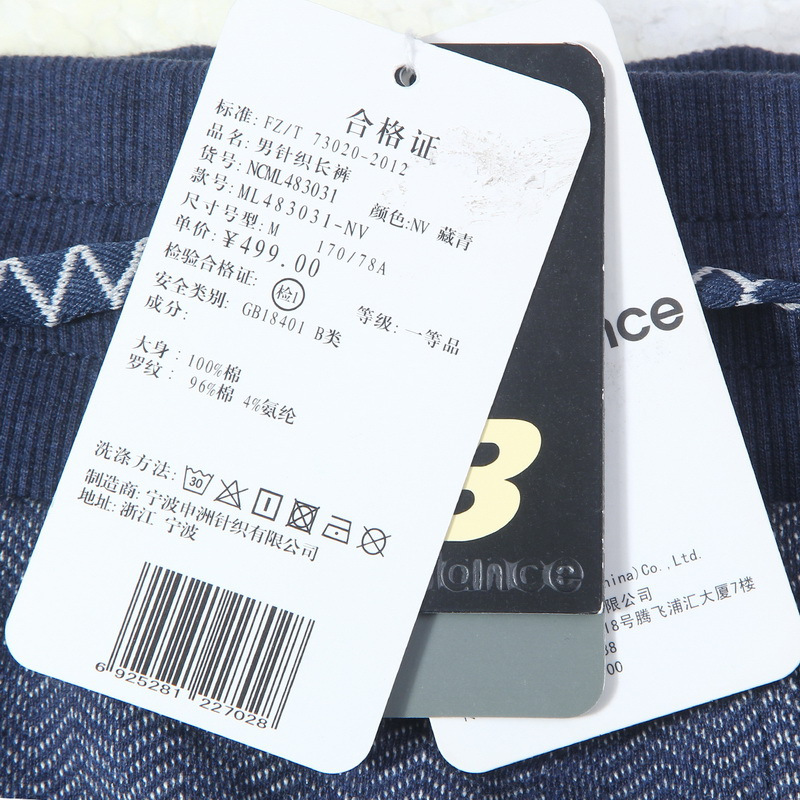 合格证
标准: FZ/T 73020-2012
品名: 男针织长裤
货号: NCML483031
款号: ML483031-NV 颜色:NV 藏青
尺寸号型: M 170/78A
单价: ¥499.00
检验合格证: 检1
安全类别: GB18401 B类 等级: 一等品
成分:
大身: 100%棉
罗纹: 96%棉 4%氨纶
洗涤方法: 30
制造商: 宁波申洲针织有限公司
地址: 浙江 宁波
6 925281 227028
B
lance
nce
hina)Co.,Ltd.
限公司
18号腾飞浦汇大厦7楼
88
00